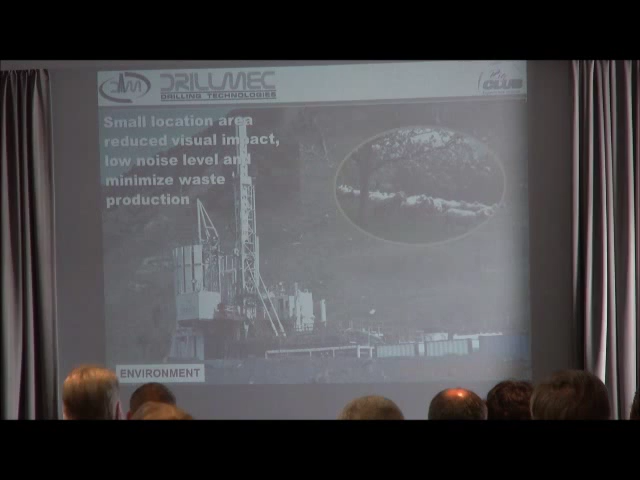 DRILLMEC
DRILLING TECHNOLOGIES
Small location area
reduced visual impact,
low noise level and
minimize waste
production
ENVIRONMENT